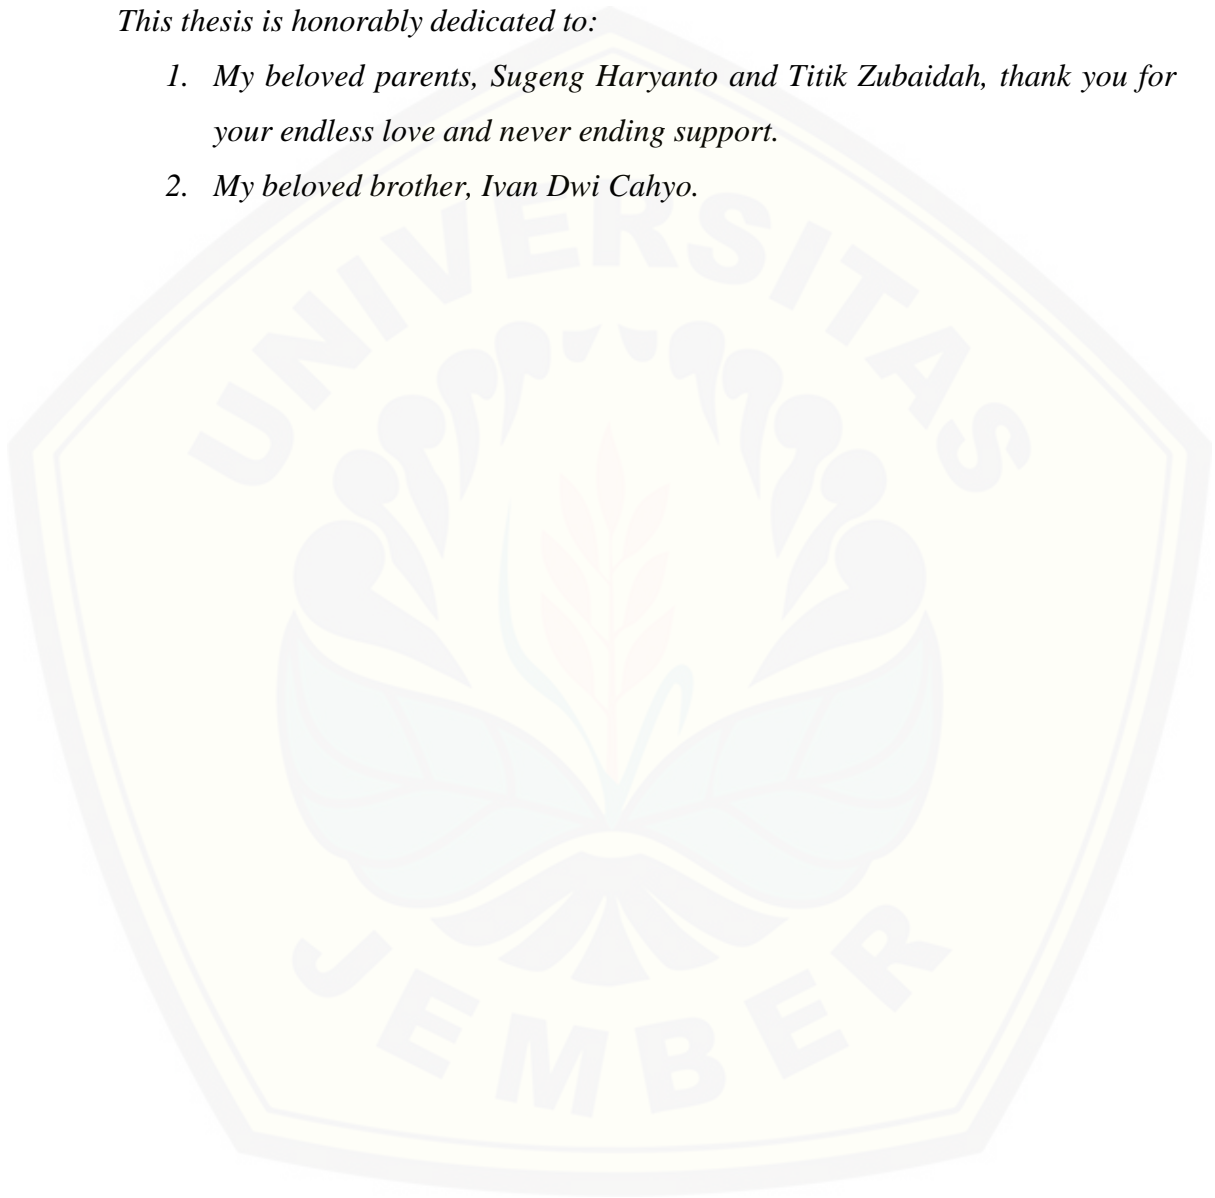 This thesis is honorably dedicated to:
1. My beloved parents, Sugeng Haryanto and Titik Zubaidah, thank you for
your endless love and never ending support.
2. My beloved brother, Ivan Dwi Cahyo.
UNIVERSITAS
JEMBER